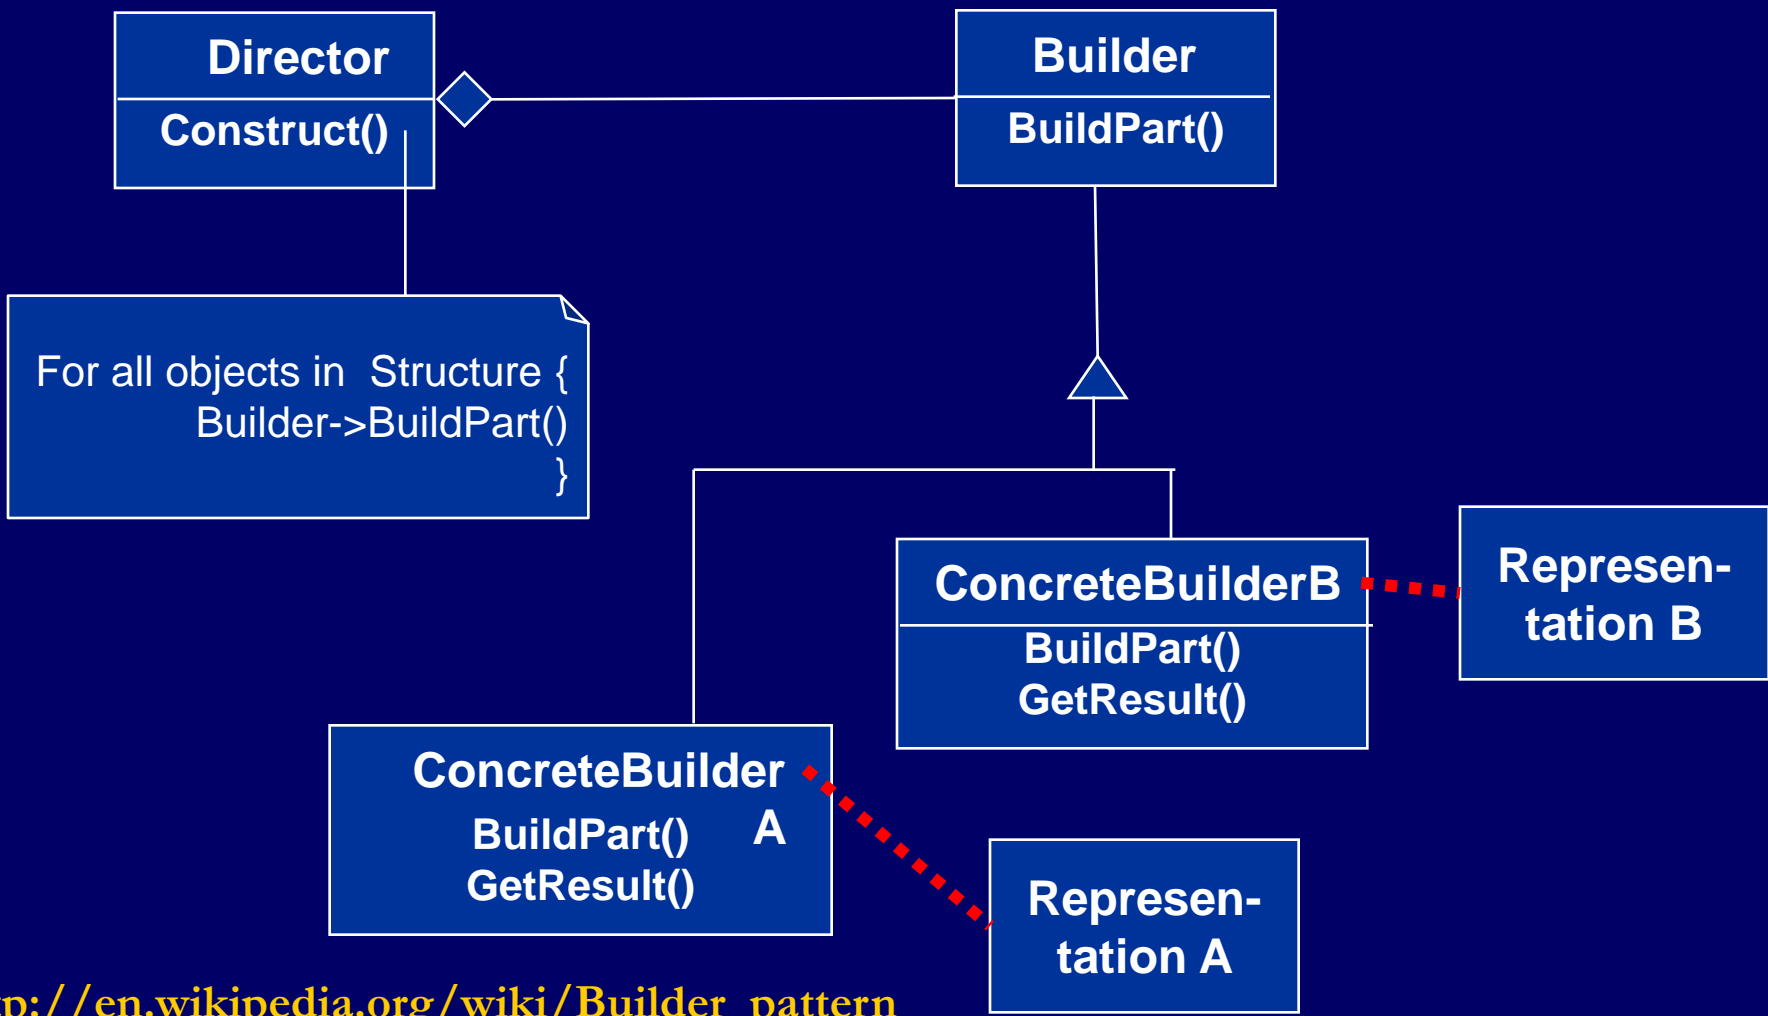 Director
Construct()
Builder
BuildPart()
For all objects in  Structure {
Builder->BuildPart()
}
ConcreteBuilderB
BuildPart()
GetResult()
Represen-
tation B
ConcreteBuilder
A
BuildPart()
GetResult()
Represen-
tation A
tp://en.wikipedia.org/wiki/Builder_pattern